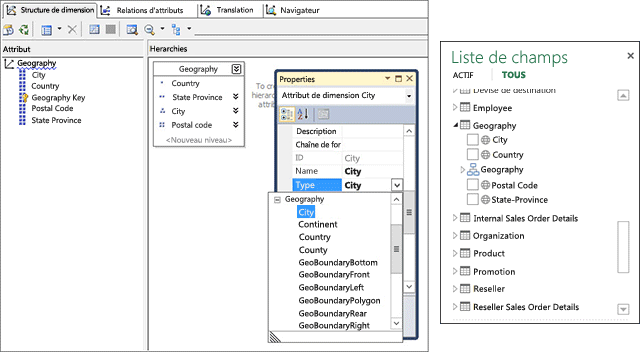 Structure de dimension
Relations d'attributs
Translation
Navigateur
Attribut
Geography
City
Country
Geography Key
Postal Code
State Province
Hierarchies
Geography
Country
State Province
City
Postal code
<Nouveau niveau>
To cre
hierarc
attrib
Properties
Attribut de dimension City
Description
Chaîne de for
ID City
Name City
Type City
Geography
City
Continent
Country
County
GeoBoundaryBottom
GeoBoundaryFront
GeoBoundaryLeft
GeoBoundaryPolygon
GeoBoundaryRear
GeoBoundaryRight
Liste de champs
ACTIF TOUS
Devise de destination
Employee
Geography
City
Country
Geography
Postal Code
State-Province
Internal Sales Order Details
Organization
Product
Promotion
Reseller
Reseller Sales Order Details